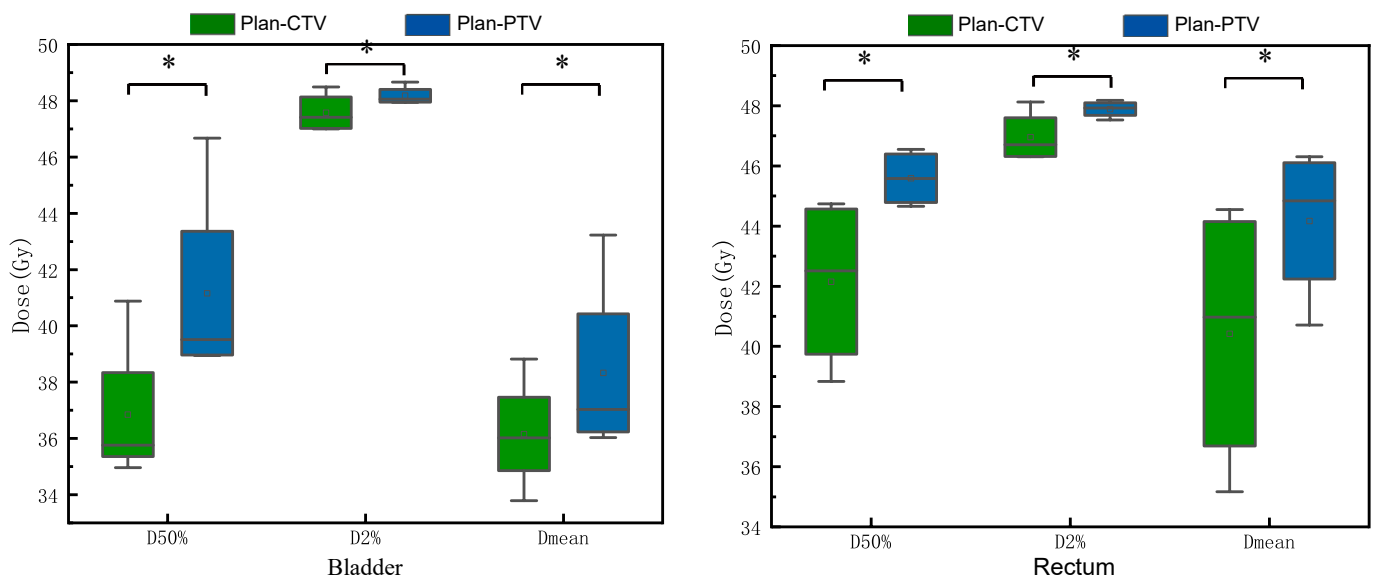 Plan-CTV Plan-PTV
50
48
46
44
42
40
38
36
34
Dose(Gy)
* * *
D50% D2% Dmean
Bladder
Plan-CTV Plan-PTV
50
48
46
44
42
40
38
36
34
Dose(Gy)
* * *
D50% D2% Dmean
Rectum